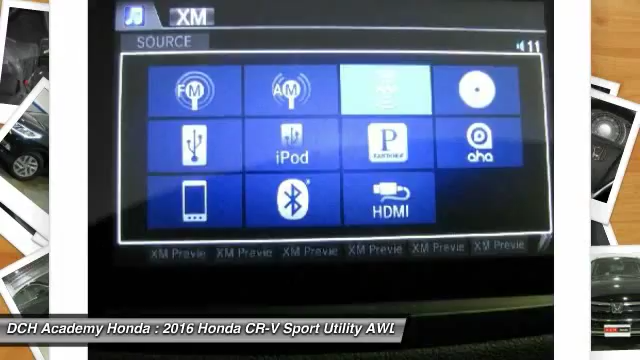 XM
SOURCE
11
FM AM
iPod P PANDORA aha
HDMI
XM Previe XM Previe XM Previe XM Previe XM Previe XM Previe
DCH Academy Honda : 2016 Honda CR-V Sport Utility AWD